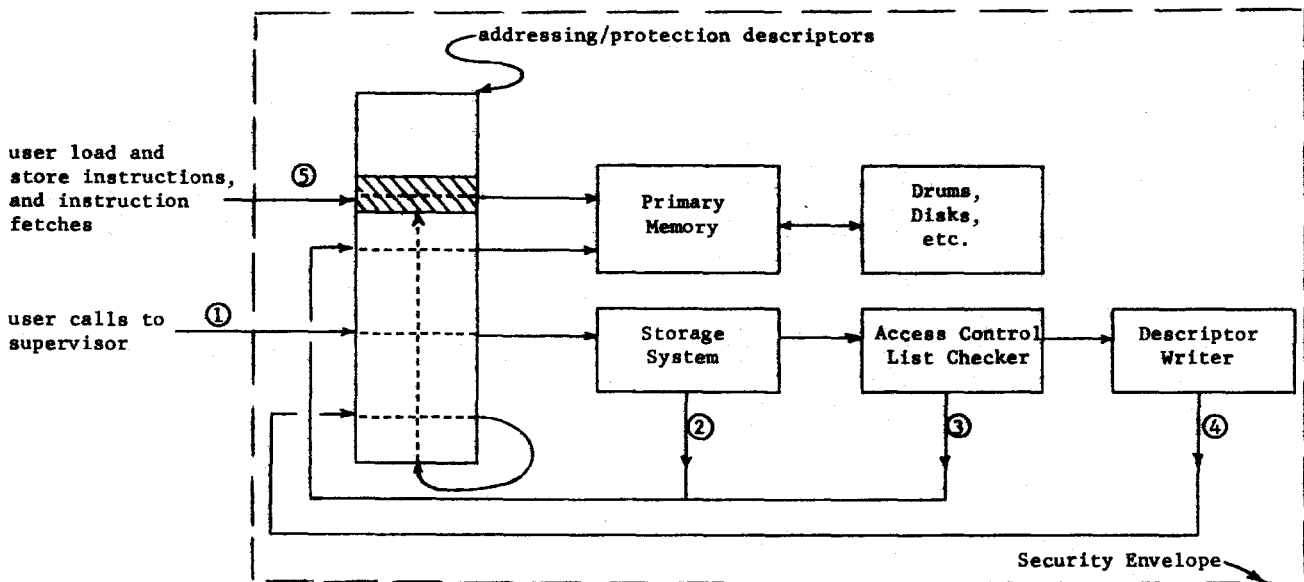 addressing/protection descriptors
user load and
store instructions,
and instruction
fetches
⑤
Primary
Memory
Drums,
Disks,
etc.
user calls to
supervisor
①
Storage
System
Access Control
List Checker
Descriptor
Writer
②
③
④
Security Envelope